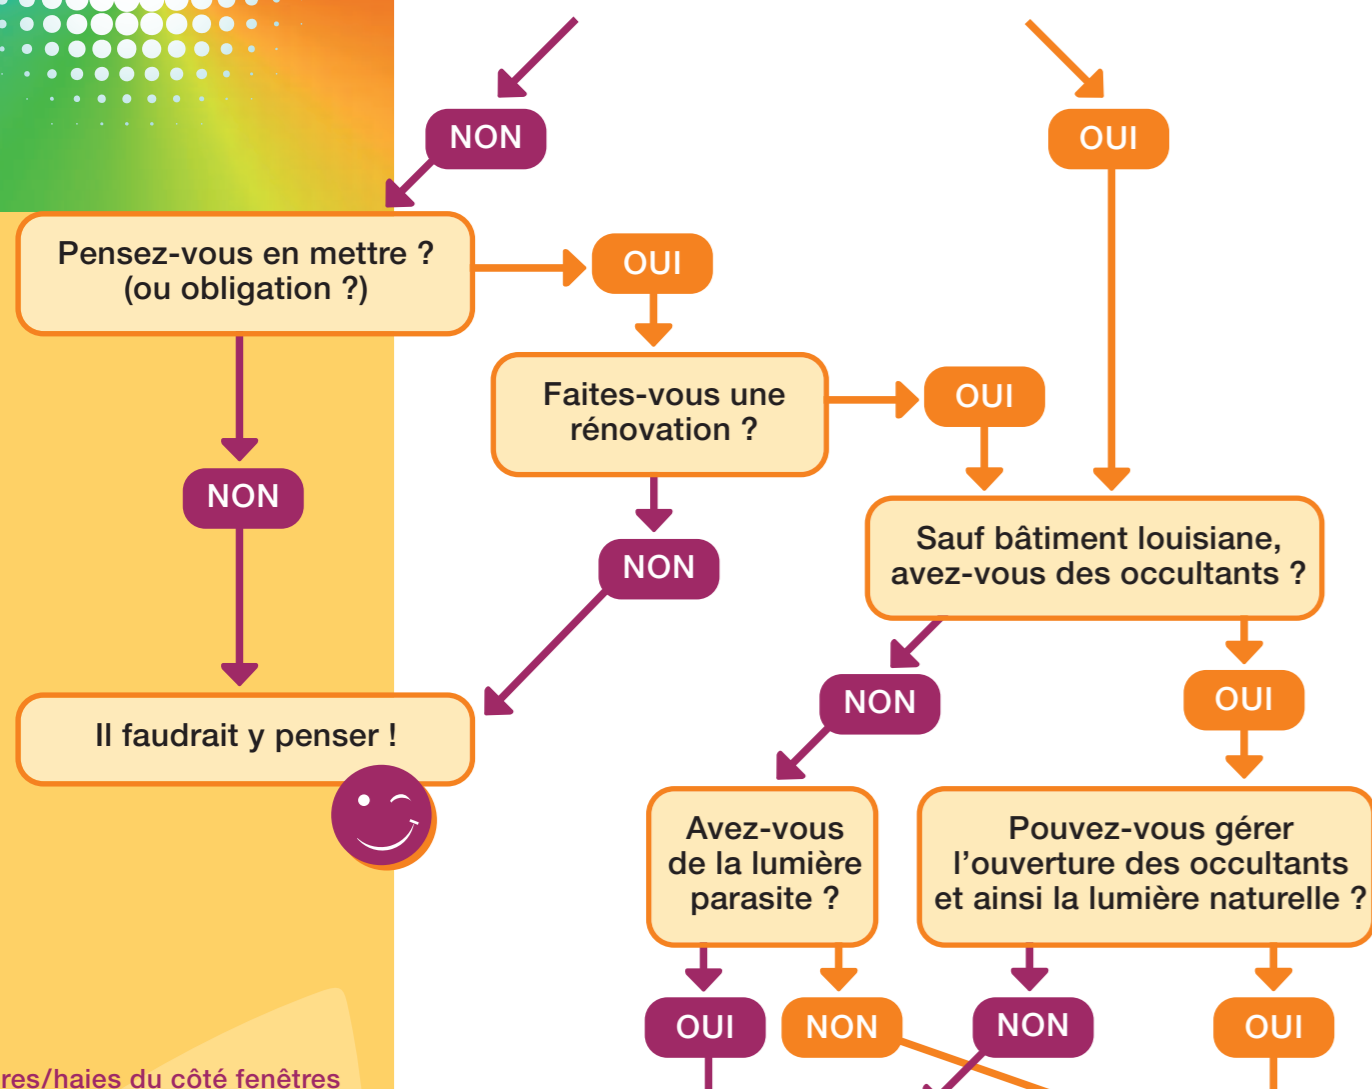 NON
OUI
Pensez-vous en mettre ?
(ou obligation ?)
OUI
Faites-vous une
rénovation ?
OUI
NON
NON
Sauf bâtiment louisiane,
avez-vous des occultants ?
NON
OUI
Il faudrait y penser !
Avez-vous
de la lumière
parasite ?
Pouvez-vous gérer
l'ouverture des occultants
et ainsi la lumière naturelle ?
OUI
NON
NON
OUI
res/haies du côté fenêtres